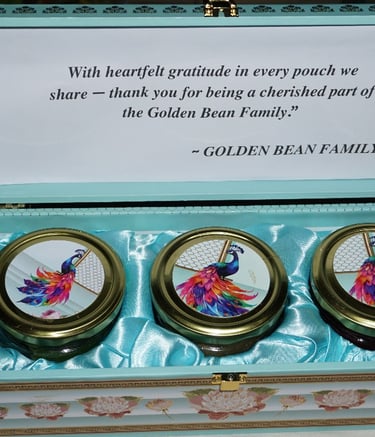 With heartfelt gratitude in every pouch we
share — thank you for being a cherished part of
the Golden Bean Family.”
~ GOLDEN BEAN FAMILY